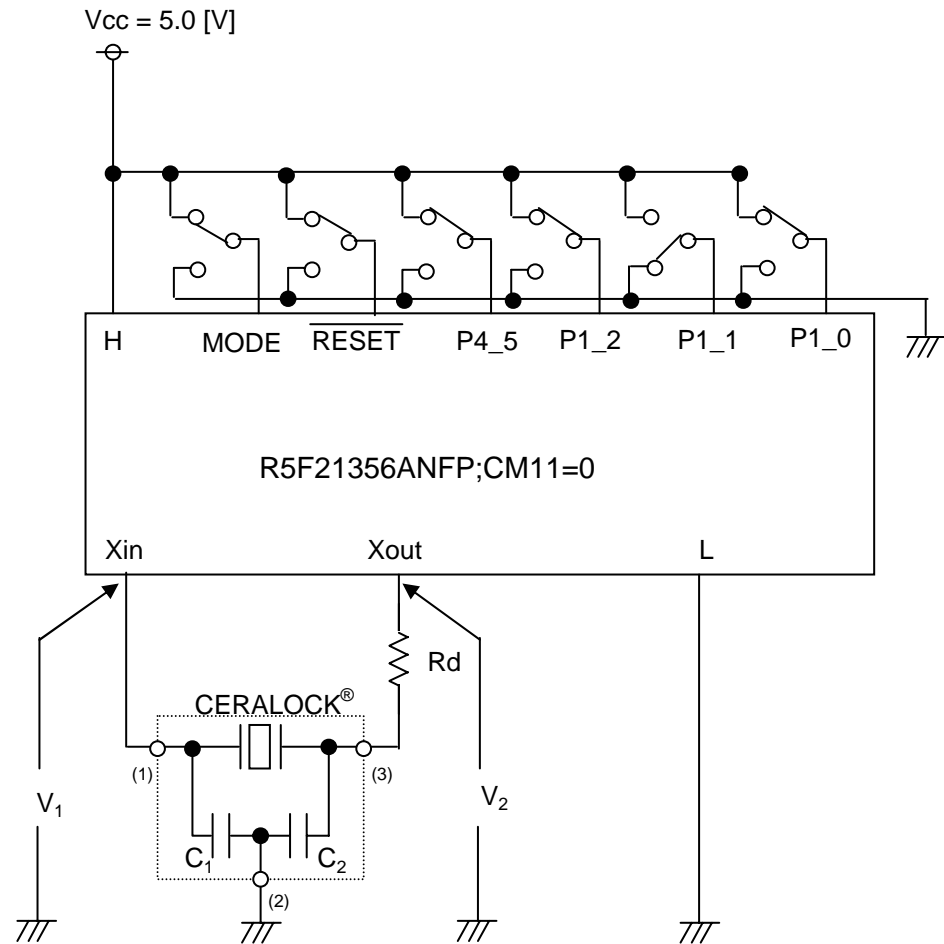 Vcc = 5.0 [V]
H MODE RESET P4_5 P1_2 P1_1 P1_0
R5F21356ANFP;CM11=0
Xin Xout L
Rd
CERALOCK®
(1) (3)
V1 V2
C1 C2
(2)